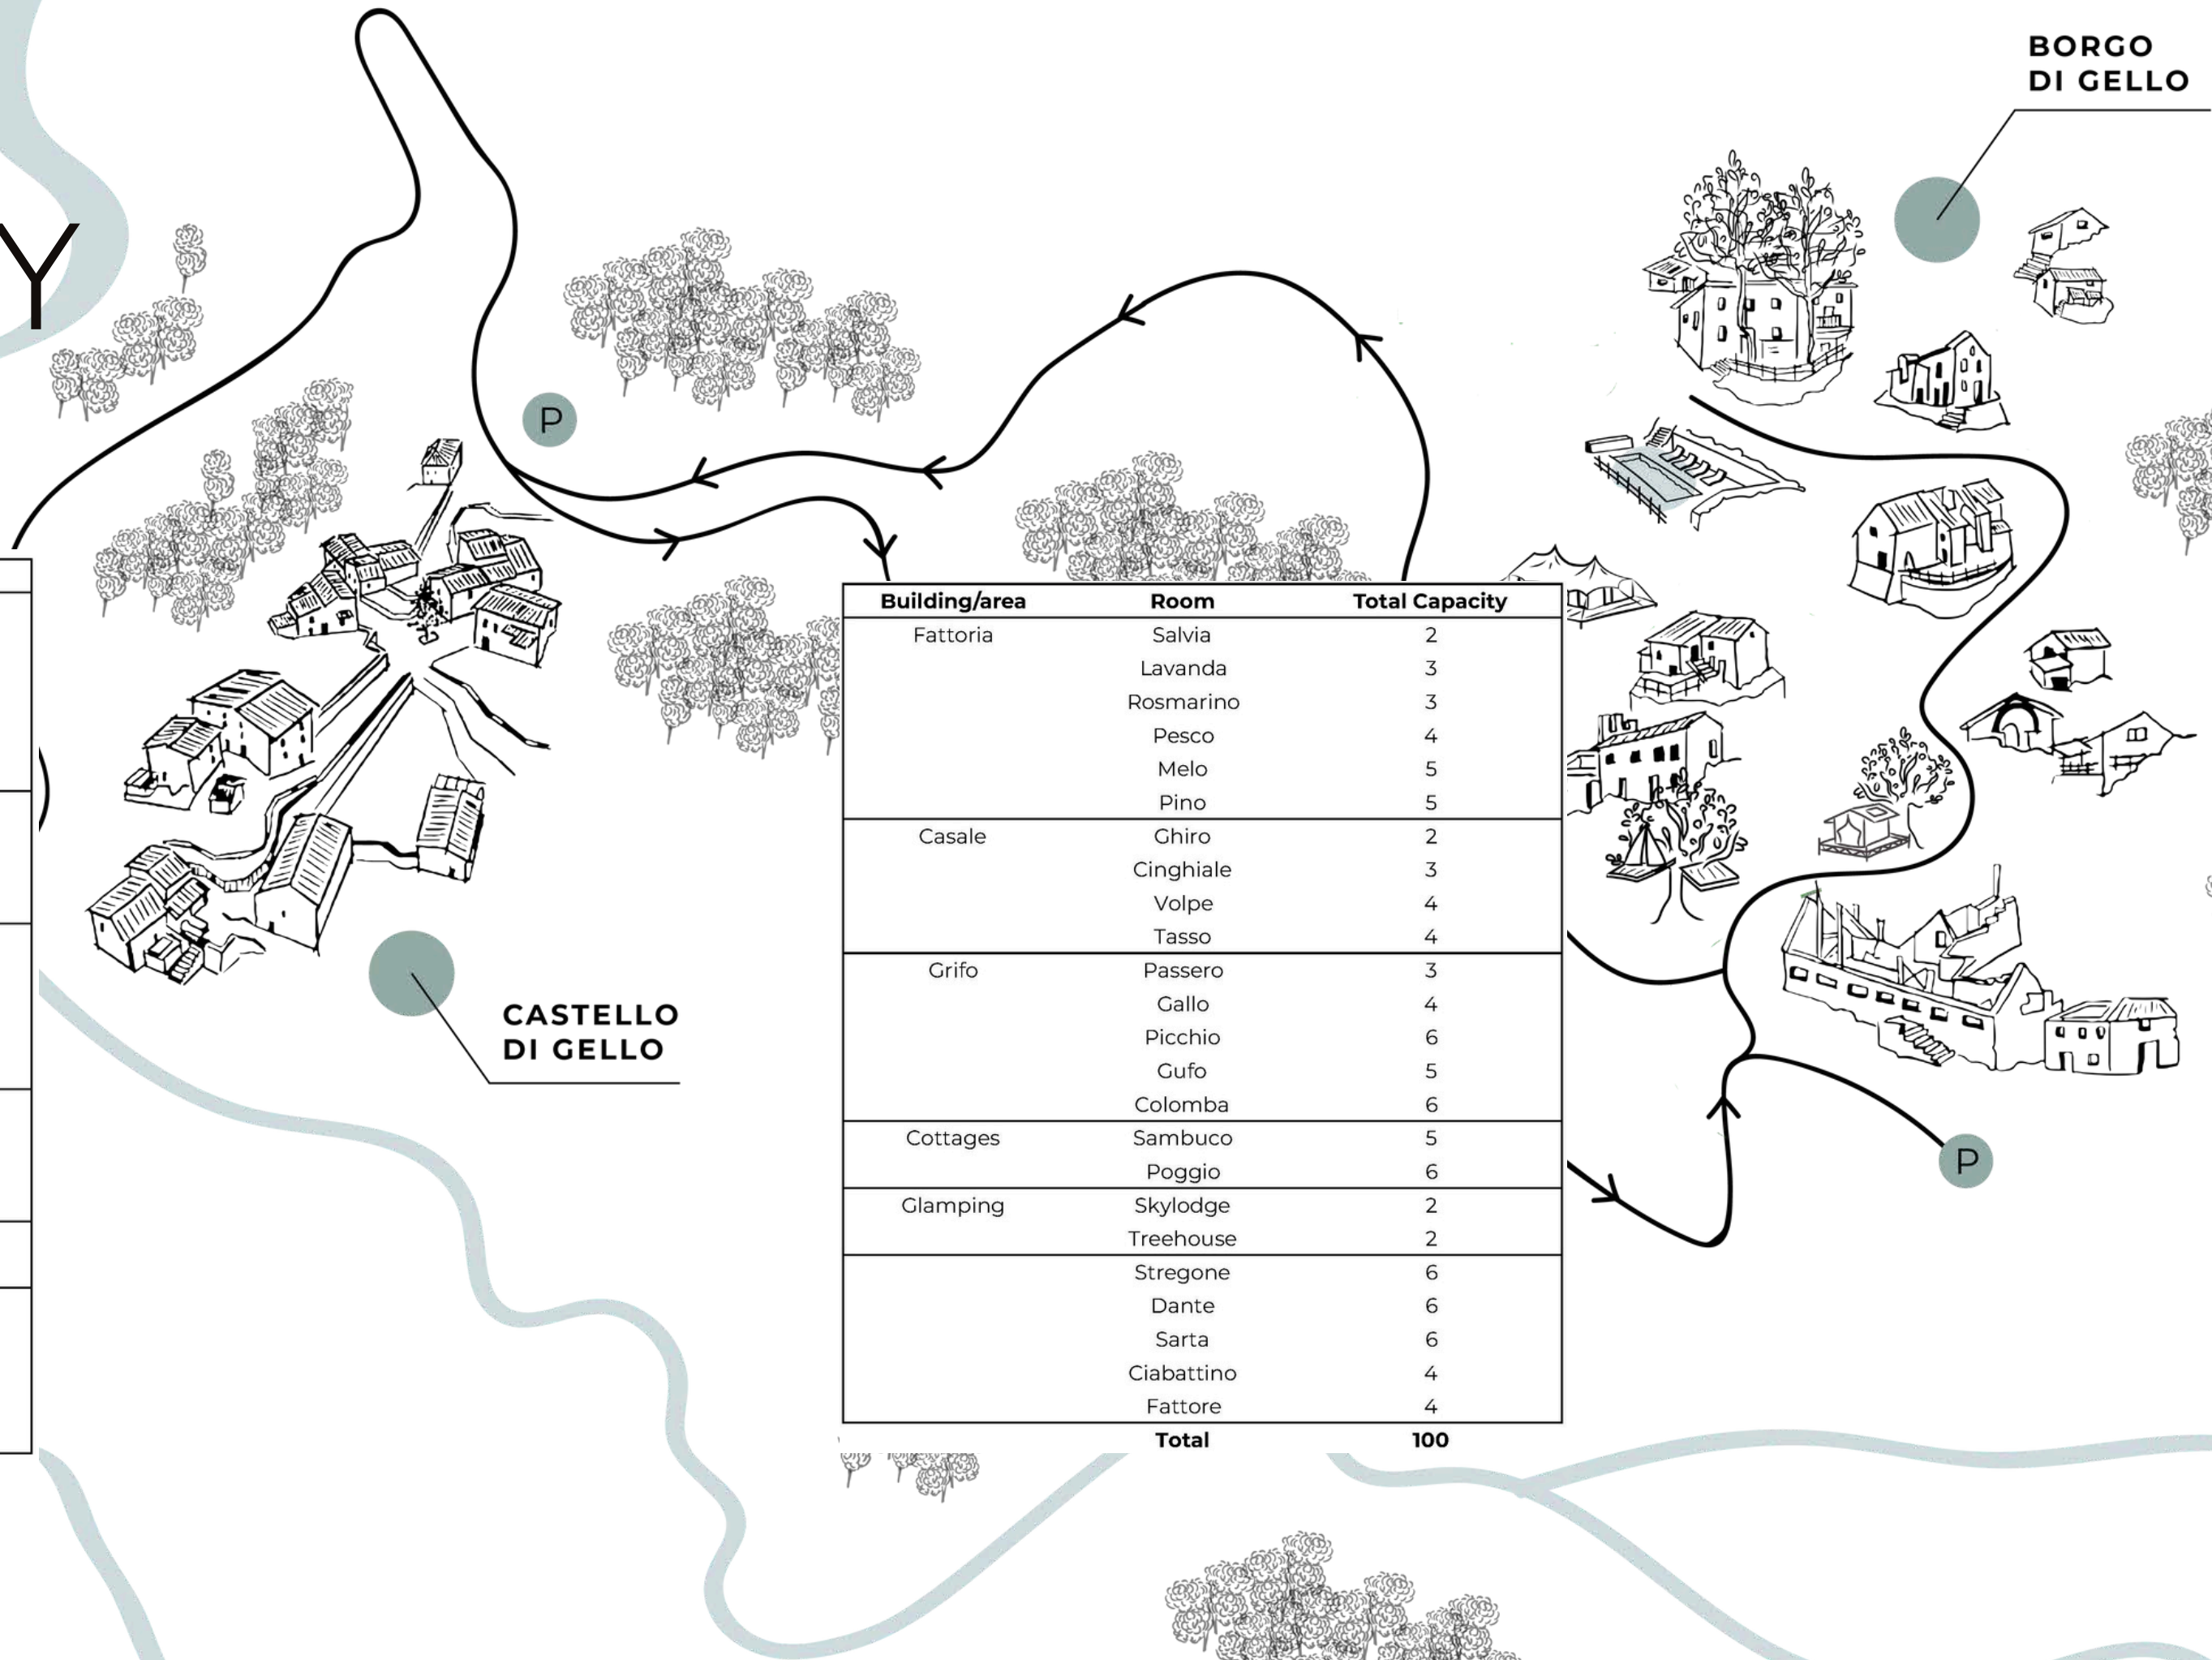 BORGO
DI GELLO
Y
P
Building/area Room Total Capacity
Fattoria Salvia 2
Lavanda 3
Rosmarino 3
Pesco 4
Melo 5
Pino 5
Casale Ghiro 2
Cinghiale 3
Volpe 4
Tasso 4
Grifo Passero 3
Gallo 4
Picchio 6
Gufo 5
Colomba 6
Cottages Sambuco 5
Poggio 6
Glamping Skylodge 2
Treehouse 2
Stregone 6
Dante 6
Sarta 6
Ciabattino 4
Fattore 4
Total 100
CASTELLO
DI GELLO
P